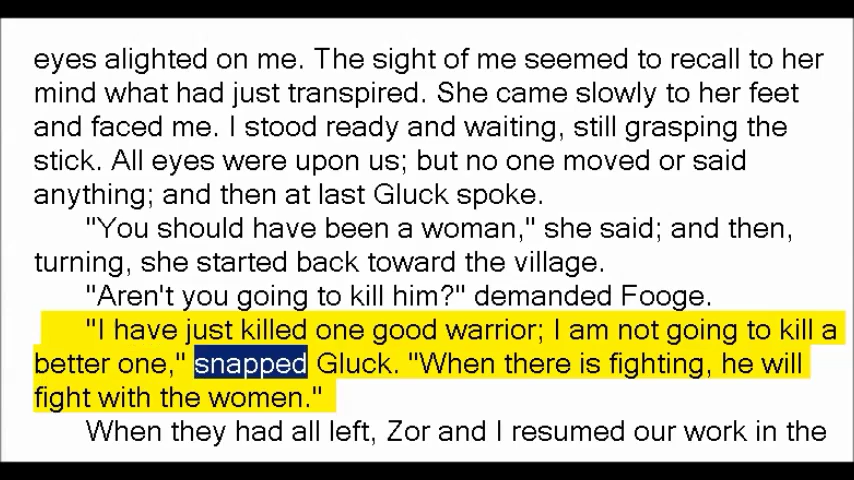 eyes alighted on me. The sight of me seemed to recall to her
mind what had just transpired. She came slowly to her feet
and faced me. I stood ready and waiting, still grasping the
stick. All eyes were upon us; but no one moved or said
anything; and then at last Gluck spoke.
"You should have been a woman," she said; and then,
turning, she started back toward the village.
"Aren't you going to kill him?" demanded Fooge.
"I have just killed one good warrior; I am not going to kill a
better one," snapped Gluck. "When there is fighting, he will
fight with the women."
When they had all left, Zor and I resumed our work in the